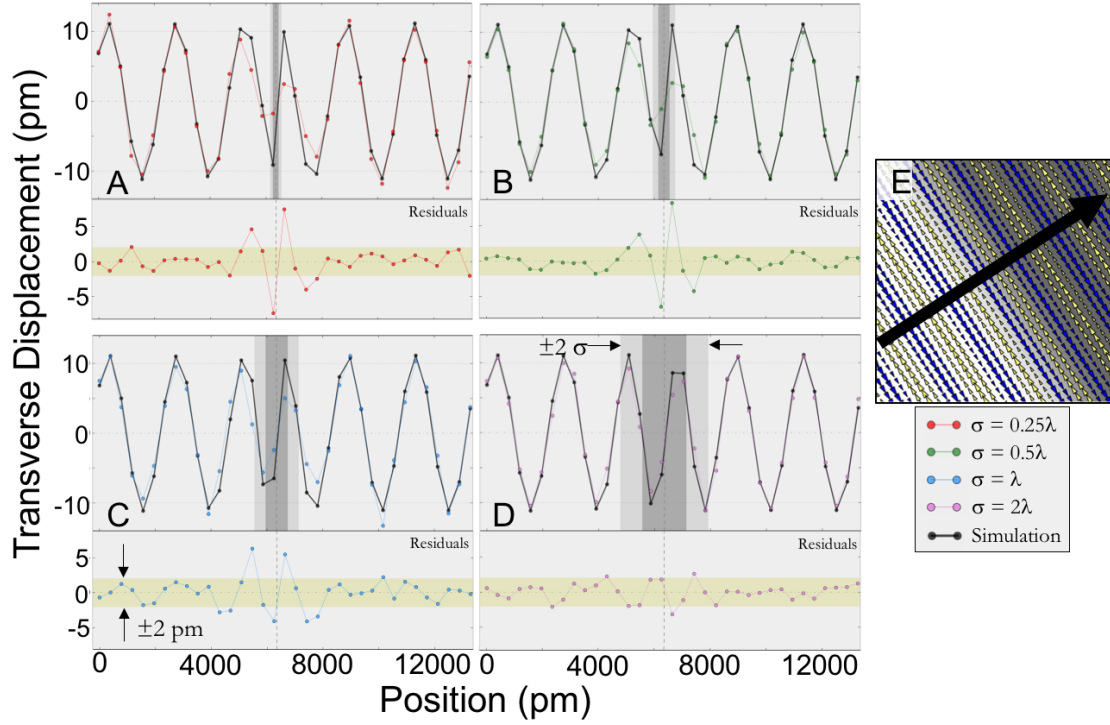 Transverse Displacement (pm)
10
0
-10
A
B
Residuals
Residuals
5
0
-5
E
10
0
-10
C
D
±2 σ
Residuals
Residuals
5
0
-5
±2 pm
0
4000
8000
12000
0
4000
8000
12000
Position (pm)
σ = 0.25λ
σ = 0.5λ
σ = λ
σ = 2λ
Simulation